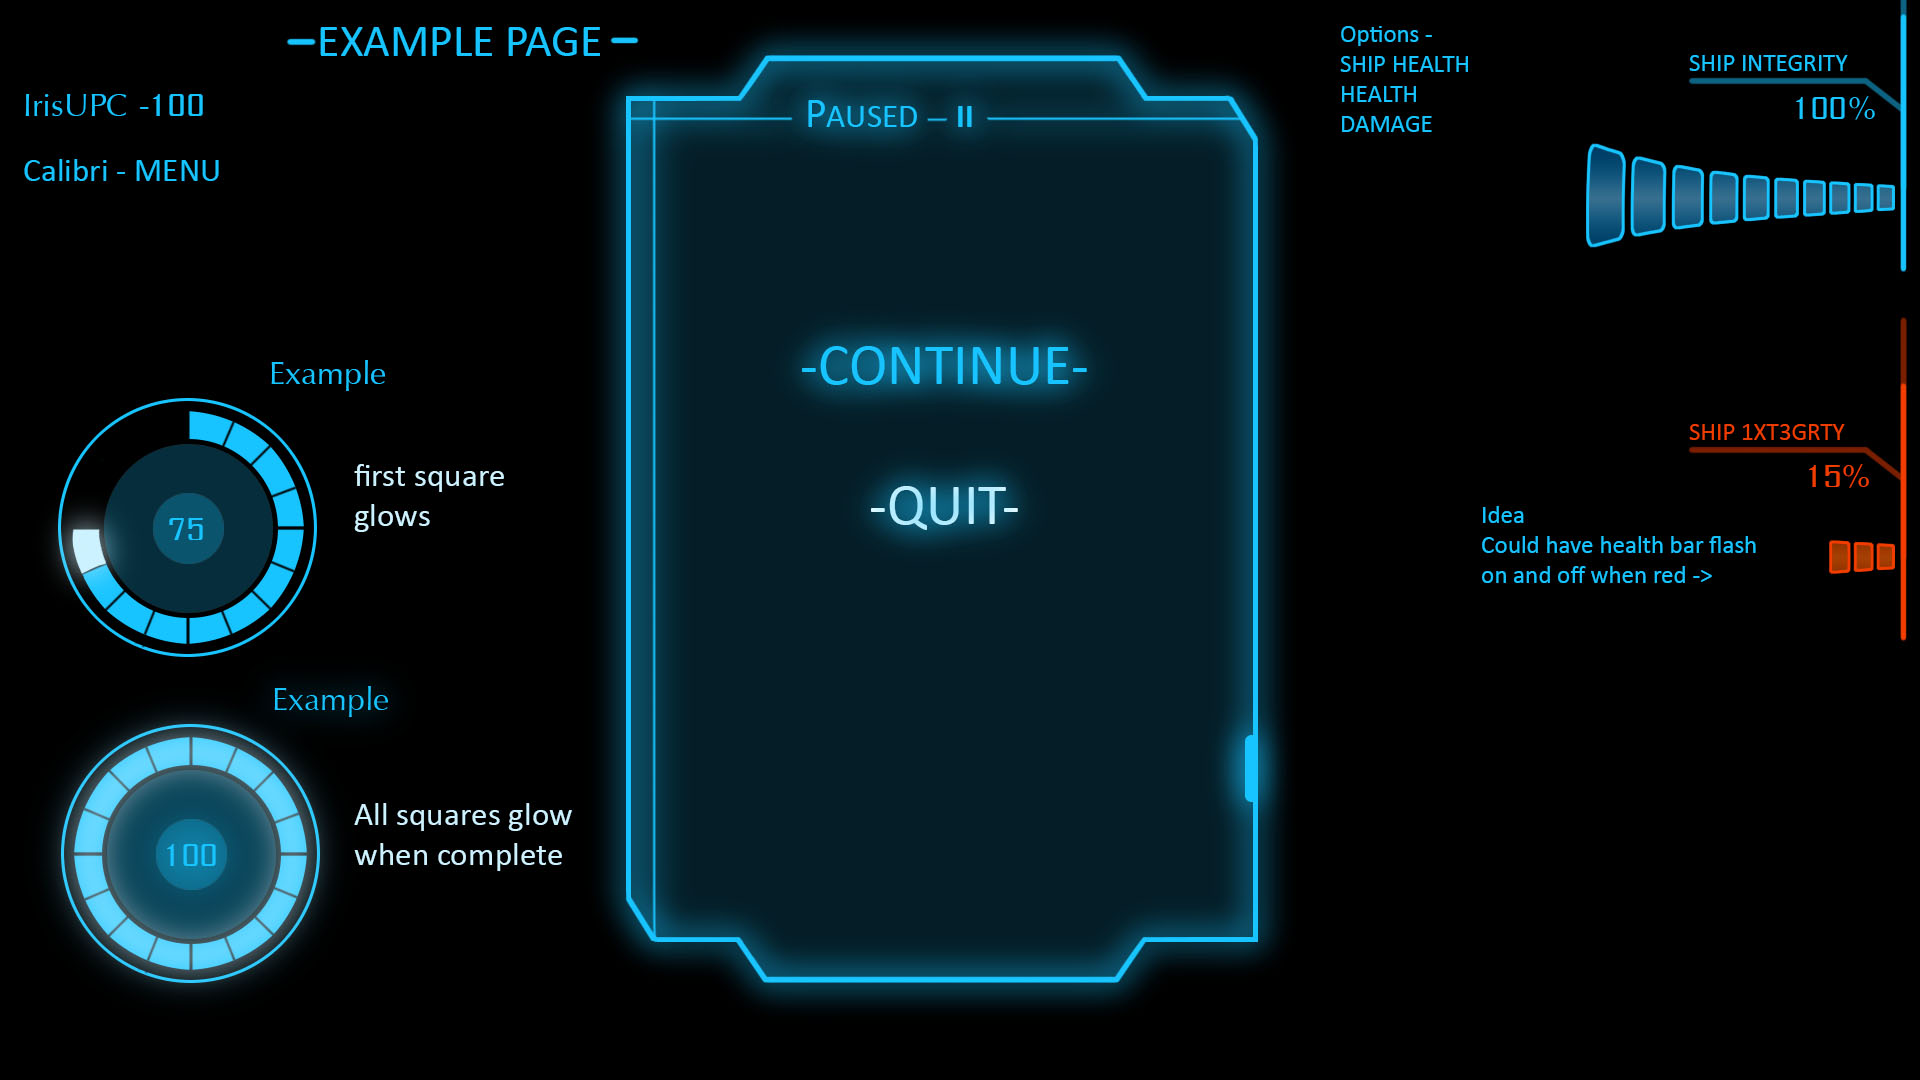 EXAMPLE PAGE
IrisUPC -100
Calibri - MENU
Example
75
first square
glows
Example
100
All squares glow
when complete
PAUSED – II
-CONTINUE-
-QUIT-
Options -
SHIP HEALTH
HEALTH
DAMAGE
SHIP INTEGRITY
100%
SHIP 1XT3GRTY
15%
Idea
Could have health bar flash
on and off when red ->